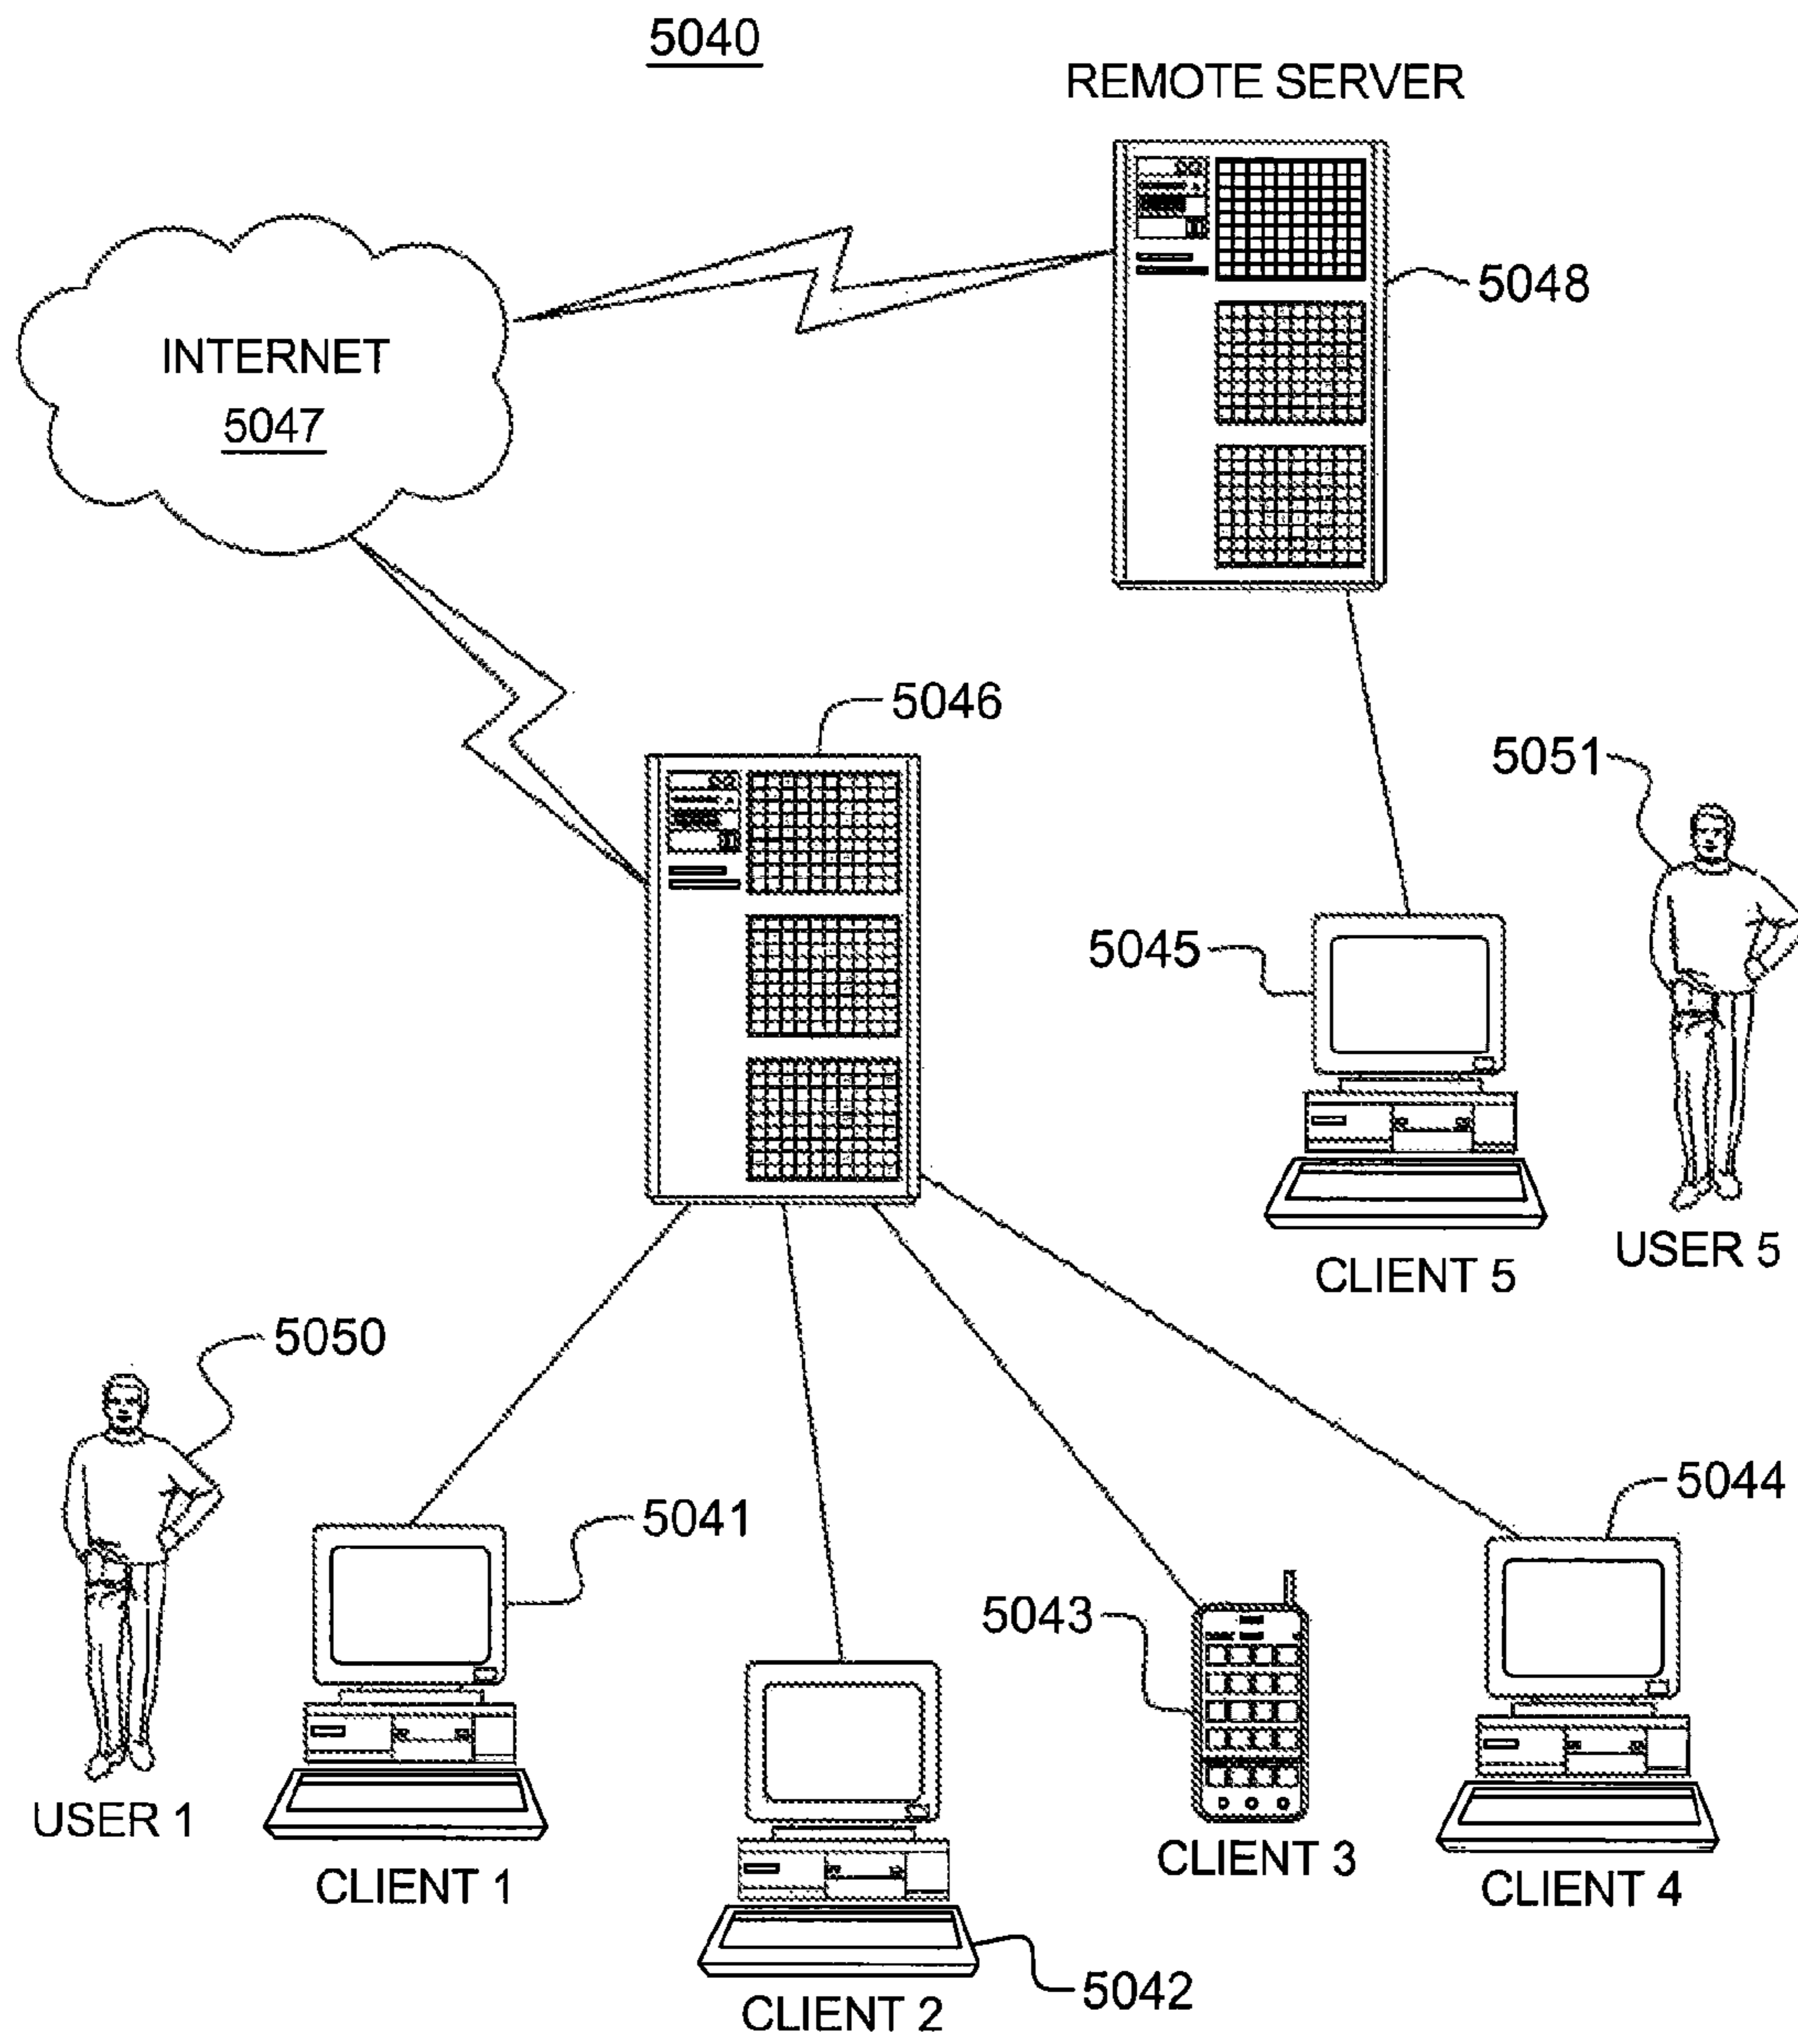 5040
REMOTE SERVER
5048
INTERNET
5047
5046
5051
5045
CLIENT 5
USER 5
5050
5041
5044
5043
USER 1
CLIENT 1
CLIENT 3
CLIENT 4
5042
CLIENT 2